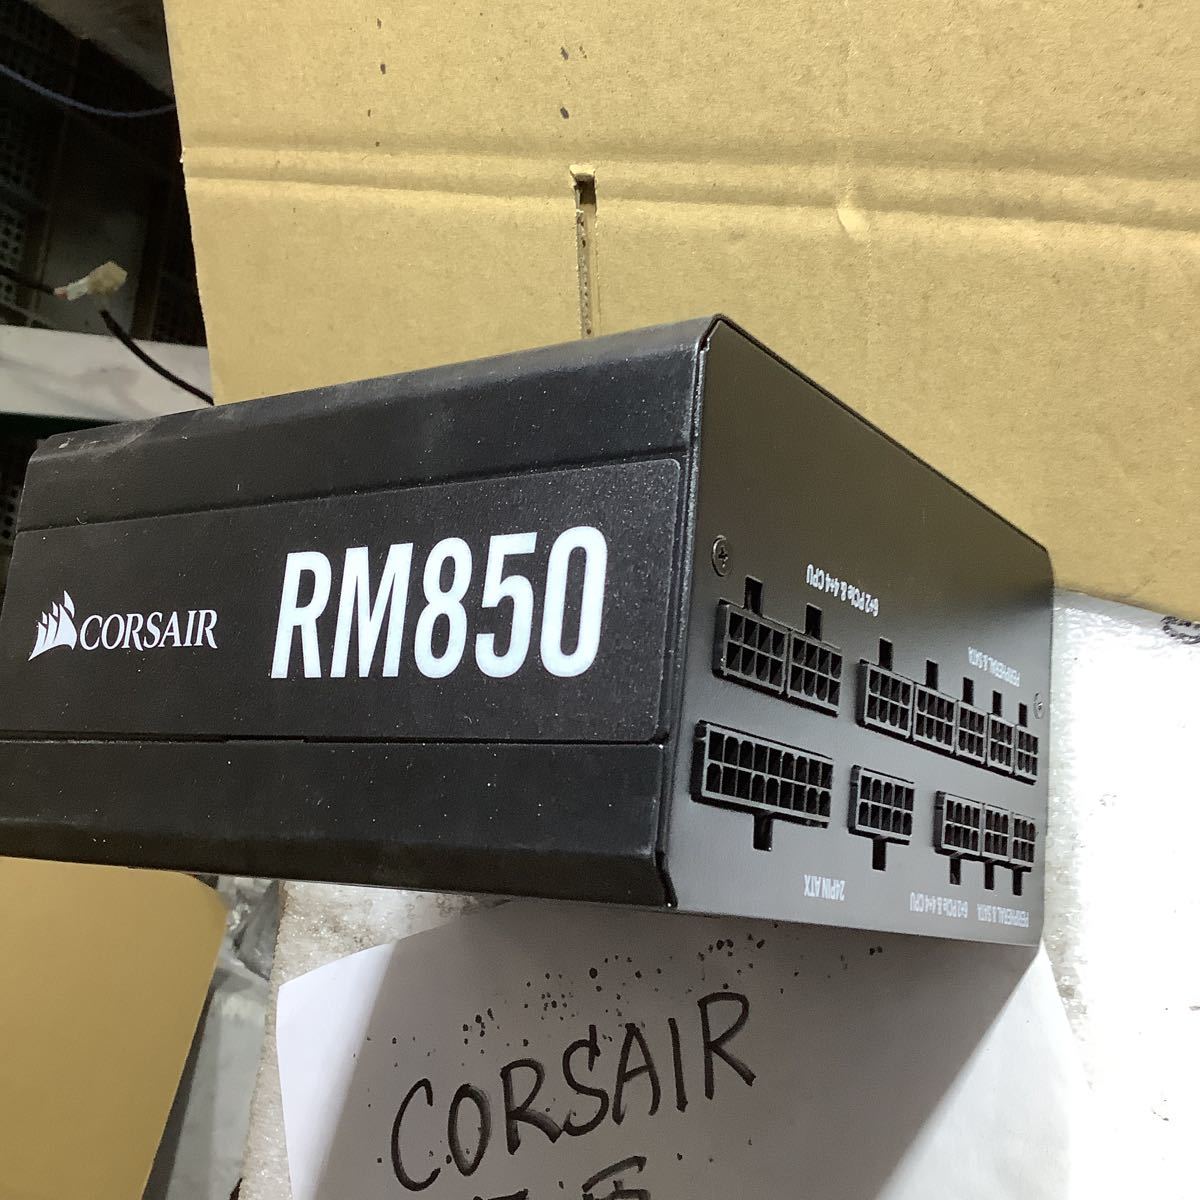 CORSAIR
RM850
6+2 PCIe & 4+4 CPU
PERIPHERAL & SATA
24PIN ATX
6+2 PCIe & 4+4 CPU
PERIPHERAL & SATA
CORSAIR